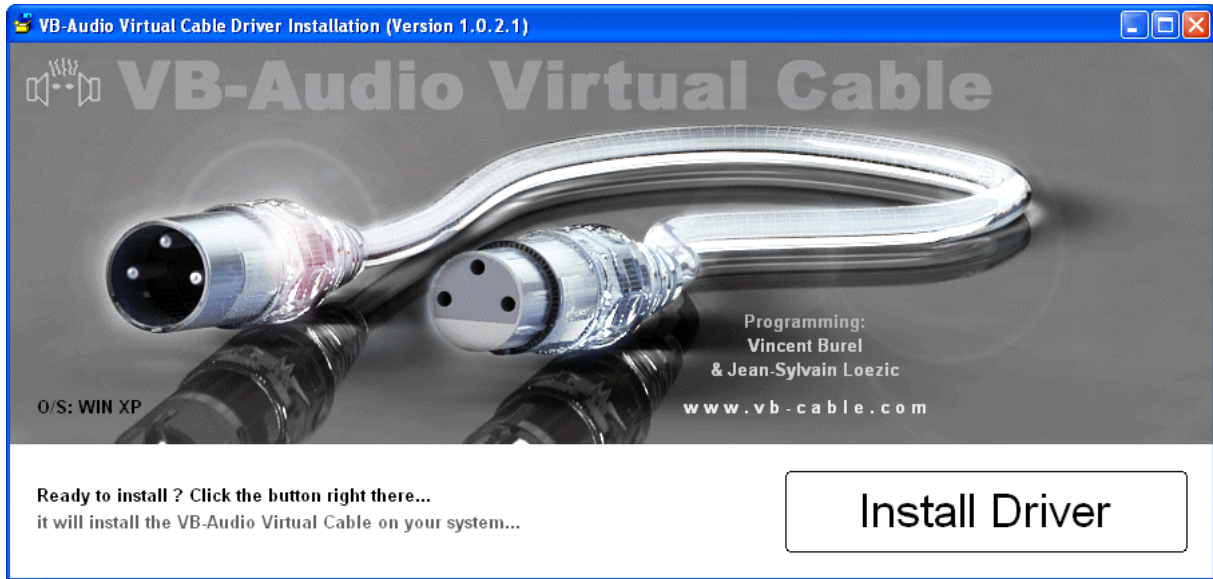 VB-Audio Virtual Cable Driver Installation (Version 1.0.2.1)
VB-Audio Virtual Cable
Programming:
Vincent Burel
& Jean-Sylvain Loezic
O/S: WIN XP
www.vb-cable.com
Ready to install ? Click the button right there...
it will install the VB-Audio Virtual Cable on your system...
Install Driver